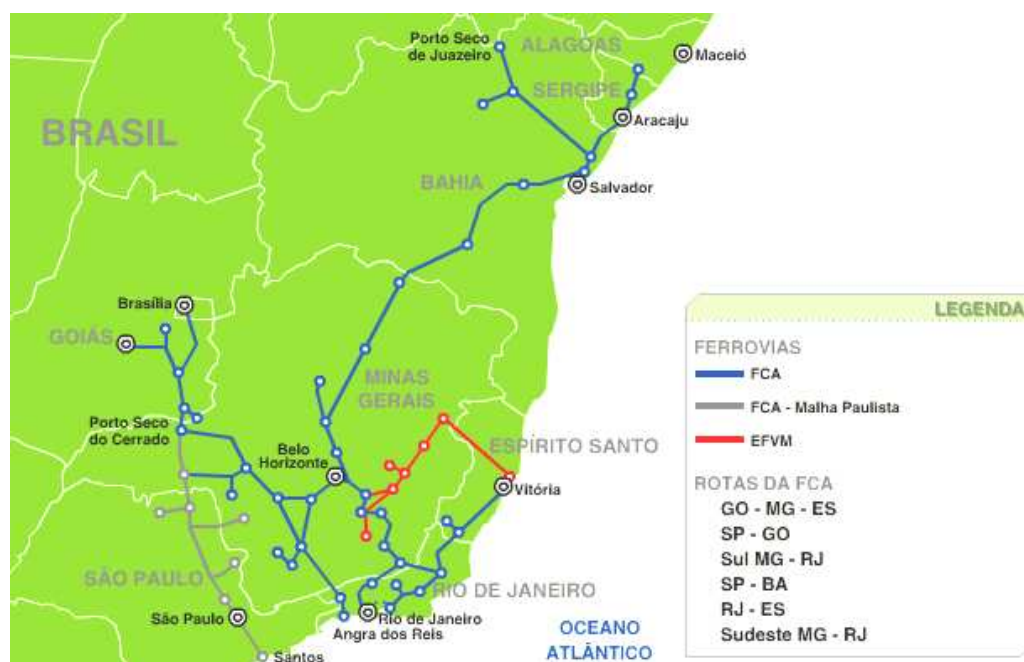 Porto Seco
de Juazeiro
ALAGOAS
Maceió
SERGIPE
Aracaju
BRASIL
BAHIA
Salvador
Brasília
GOIÁS
MINAS
GERAIS
Porto Seco
do Cerrado
Belo
Horizonte
ESPÍRITO SANTO
Vitória
SÃO PAULO
RIO DE JANEIRO
São Paulo
Rio de Janeiro
Angra dos Reis
Santos
OCEANO
ATLÂNTICO
LEGENDA
FERROVIAS
FCA
FCA - Malha Paulista
EFVM
ROTAS DA FCA
GO - MG - ES
SP - GO
Sul MG - RJ
SP - BA
RJ - ES
Sudeste MG - RJ